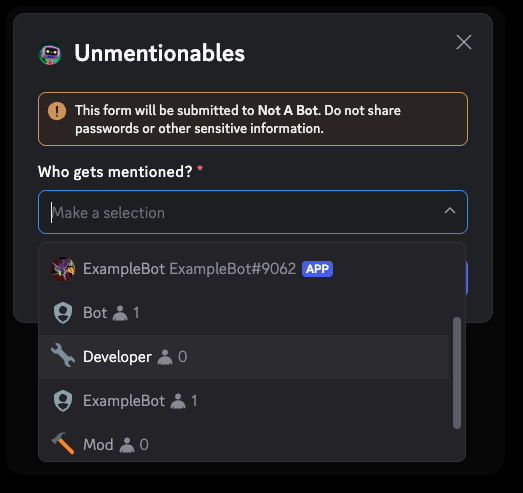 Unmentionables
This form will be submitted to Not A Bot. Do not share
passwords or other sensitive information.
Who gets mentioned? *
Make a selection
ExampleBot ExampleBot#9062 APP
Bot 1
Developer 0
ExampleBot 1
Mod 0